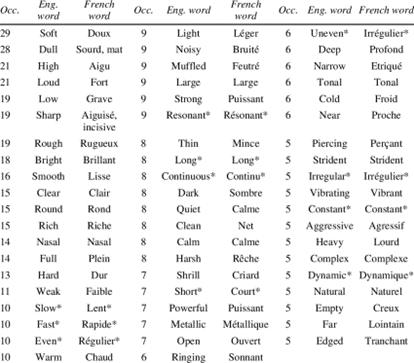 Occ. Eng. word French word Occ. Eng. word French word Occ. Eng. word French word
29 Soft Doux 9 Light Léger 6 Uneven* Irrégulier*
28 Dull Sourd, mat 9 Noisy Bruité 6 Deep Profond
21 High Aigu 9 Muffled Feutré 6 Narrow Etriqué
21 Loud Fort 9 Large Large 6 Tonal Tonal
19 Low Grave 9 Strong Puissant 6 Cold Froid
19 Sharp Aiguisé, incisive 9 Resonant* Résonant* 6 Near Proche
19 Rough Rugueux 8 Thin Mince 5 Piercing Perçant
18 Bright Brillant 8 Long* Long* 5 Strident Strident
16 Smooth Lisse 8 Continuous* Continu* 5 Irregular* Irrégulier*
15 Clear Clair 8 Dark Sombre 5 Vibrating Vibrant
15 Round Rond 8 Quiet Calme 5 Constant* Constant*
15 Rich Riche 8 Clean Net 5 Aggressive Agressif
14 Nasal Nasal 8 Calm Calme 5 Heavy Lourd
14 Full Plein 8 Harsh Rêche 5 Complex Complexe
13 Hard Dur 7 Shrill Criard 5 Dynamic* Dynamique*
11 Weak Faible 7 Short* Court* 5 Natural Naturel
10 Slow* Lent* 7 Powerful Puissant 5 Empty Creux
10 Fast* Rapide* 7 Metallic Métallique 5 Far Lointain
10 Even* Régulier* 7 Open Ouvert 5 Edged Tranchant
10 Warm Chaud 6 Ringing Sonnant